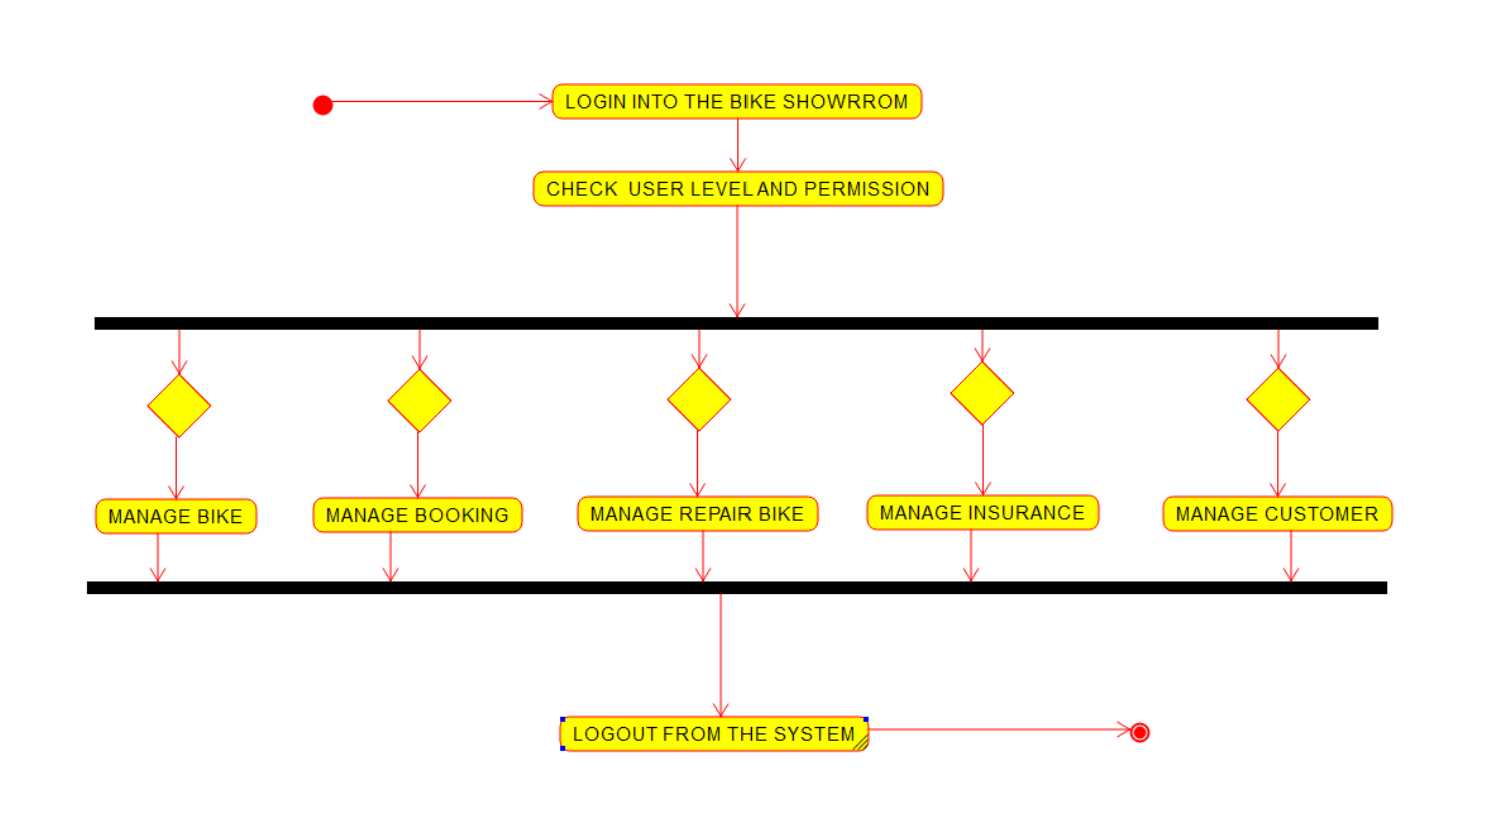 LOGIN INTO THE BIKE SHOWRROM
CHECK USER LEVEL AND PERMISSION
MANAGE BIKE
MANAGE BOOKING
MANAGE REPAIR BIKE
MANAGE INSURANCE
MANAGE CUSTOMER
LOGOUT FROM THE SYSTEM